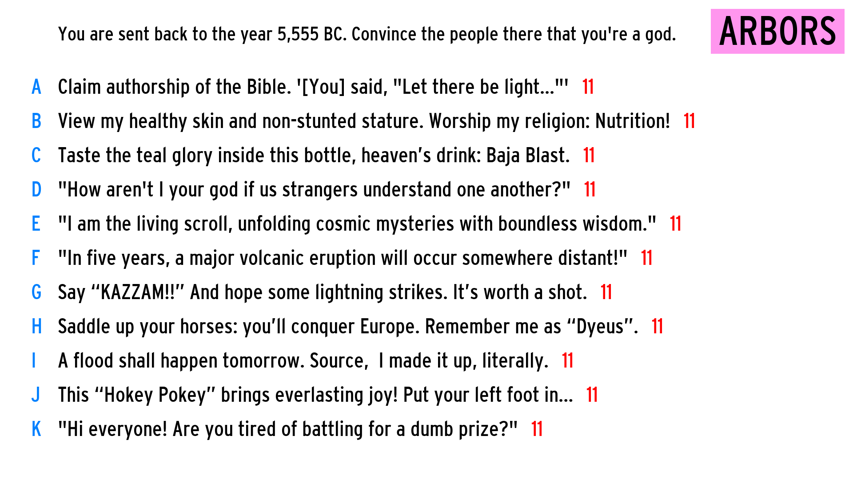 You are sent back to the year 5,555 BC. Convince the people there that you're a god.
ARBORS
A Claim authorship of the Bible. '[You] said, "Let there be light..."' 11
B View my healthy skin and non-stunted stature. Worship my religion: Nutrition! 11
C Taste the teal glory inside this bottle, heaven’s drink: Baja Blast. 11
D "How aren't I your god if us strangers understand one another?" 11
E "I am the living scroll, unfolding cosmic mysteries with boundless wisdom." 11
F "In five years, a major volcanic eruption will occur somewhere distant!" 11
G Say “KAZZAM!!” And hope some lightning strikes. It’s worth a shot. 11
H Saddle up your horses: you’ll conquer Europe. Remember me as “Dyeus”. 11
I A flood shall happen tomorrow. Source,  I made it up, literally. 11
J This “Hokey Pokey” brings everlasting joy! Put your left foot in... 11
K "Hi everyone! Are you tired of battling for a dumb prize?" 11